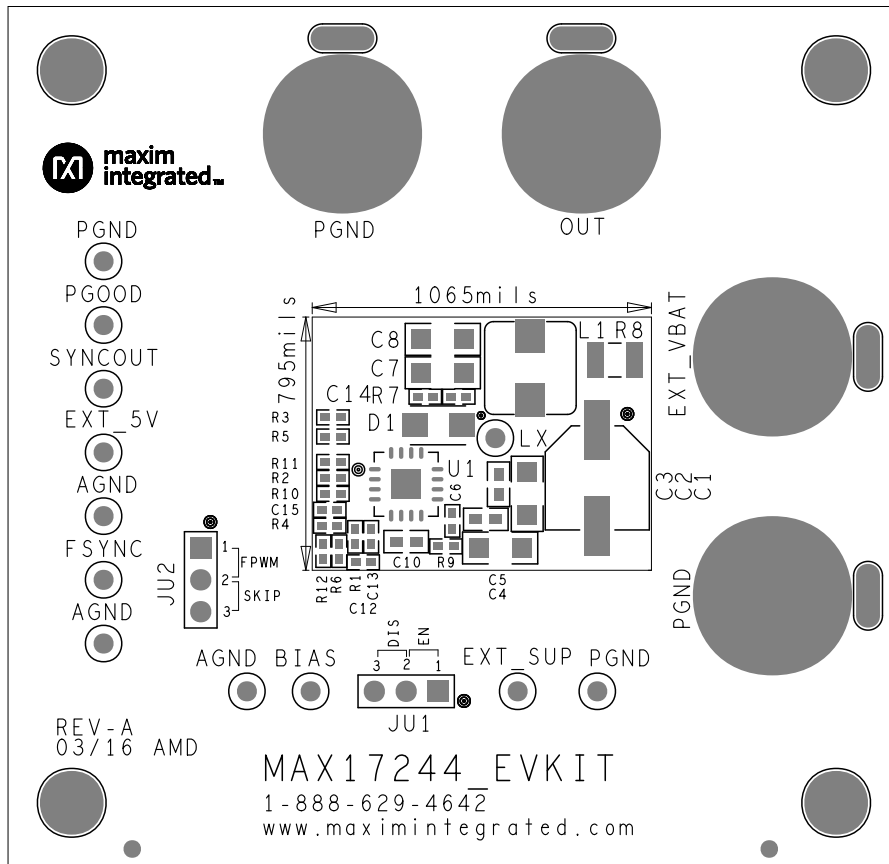 maxim
integrated™
PGND
OUT
PGND
PGOOD
SYNCOUT
EXT_5V
AGND
FSYNC
AGND
1065mils
795mils
C8
C7
C14 R7
D1
L1 R8
LX
U1
C6
R3
R5
R11
R2
R10
C15
R4
R12
R6
R1
C12
C13
C10
R9
C5
C4
C3
C2
C1
EXT_VBAT
PGND
JU2
1
2
3
FPWM
SKIP
DIS
EN
3 2 1
AGND BIAS
EXT_SUP
PGND
JU1
REV-A
03/16 AMD
MAX17244_EVKIT
1-888-629-4642
www.maximintegrated.com